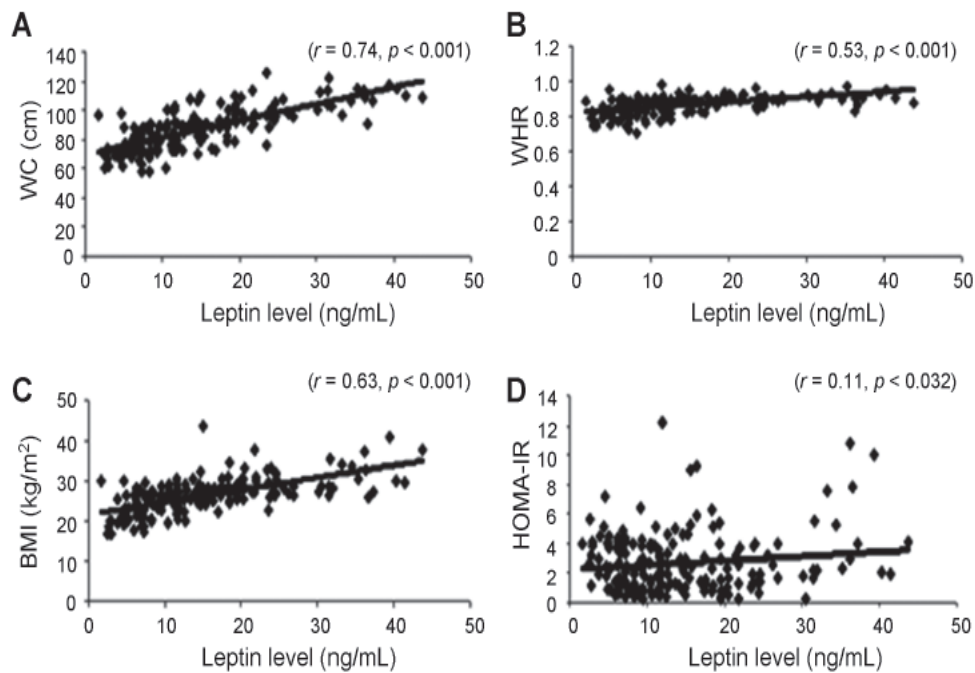 A
(r = 0.74, p < 0.001)
WC (cm)
140
120
100
80
60
40
20
0
0 10 20 30 40 50
Leptin level (ng/mL)
B
(r = 0.53, p < 0.001)
WHR
1.2
1.0
0.8
0.6
0.4
0.2
0
0 10 20 30 40 50
Leptin level (ng/mL)
C
(r = 0.63, p < 0.001)
BMI (kg/m²)
50
40
30
20
10
0
0 10 20 30 40 50
Leptin level (ng/mL)
D
(r = 0.11, p < 0.032)
HOMA-IR
14
12
10
8
6
4
2
0
0 10 20 30 40 50
Leptin level (ng/mL)